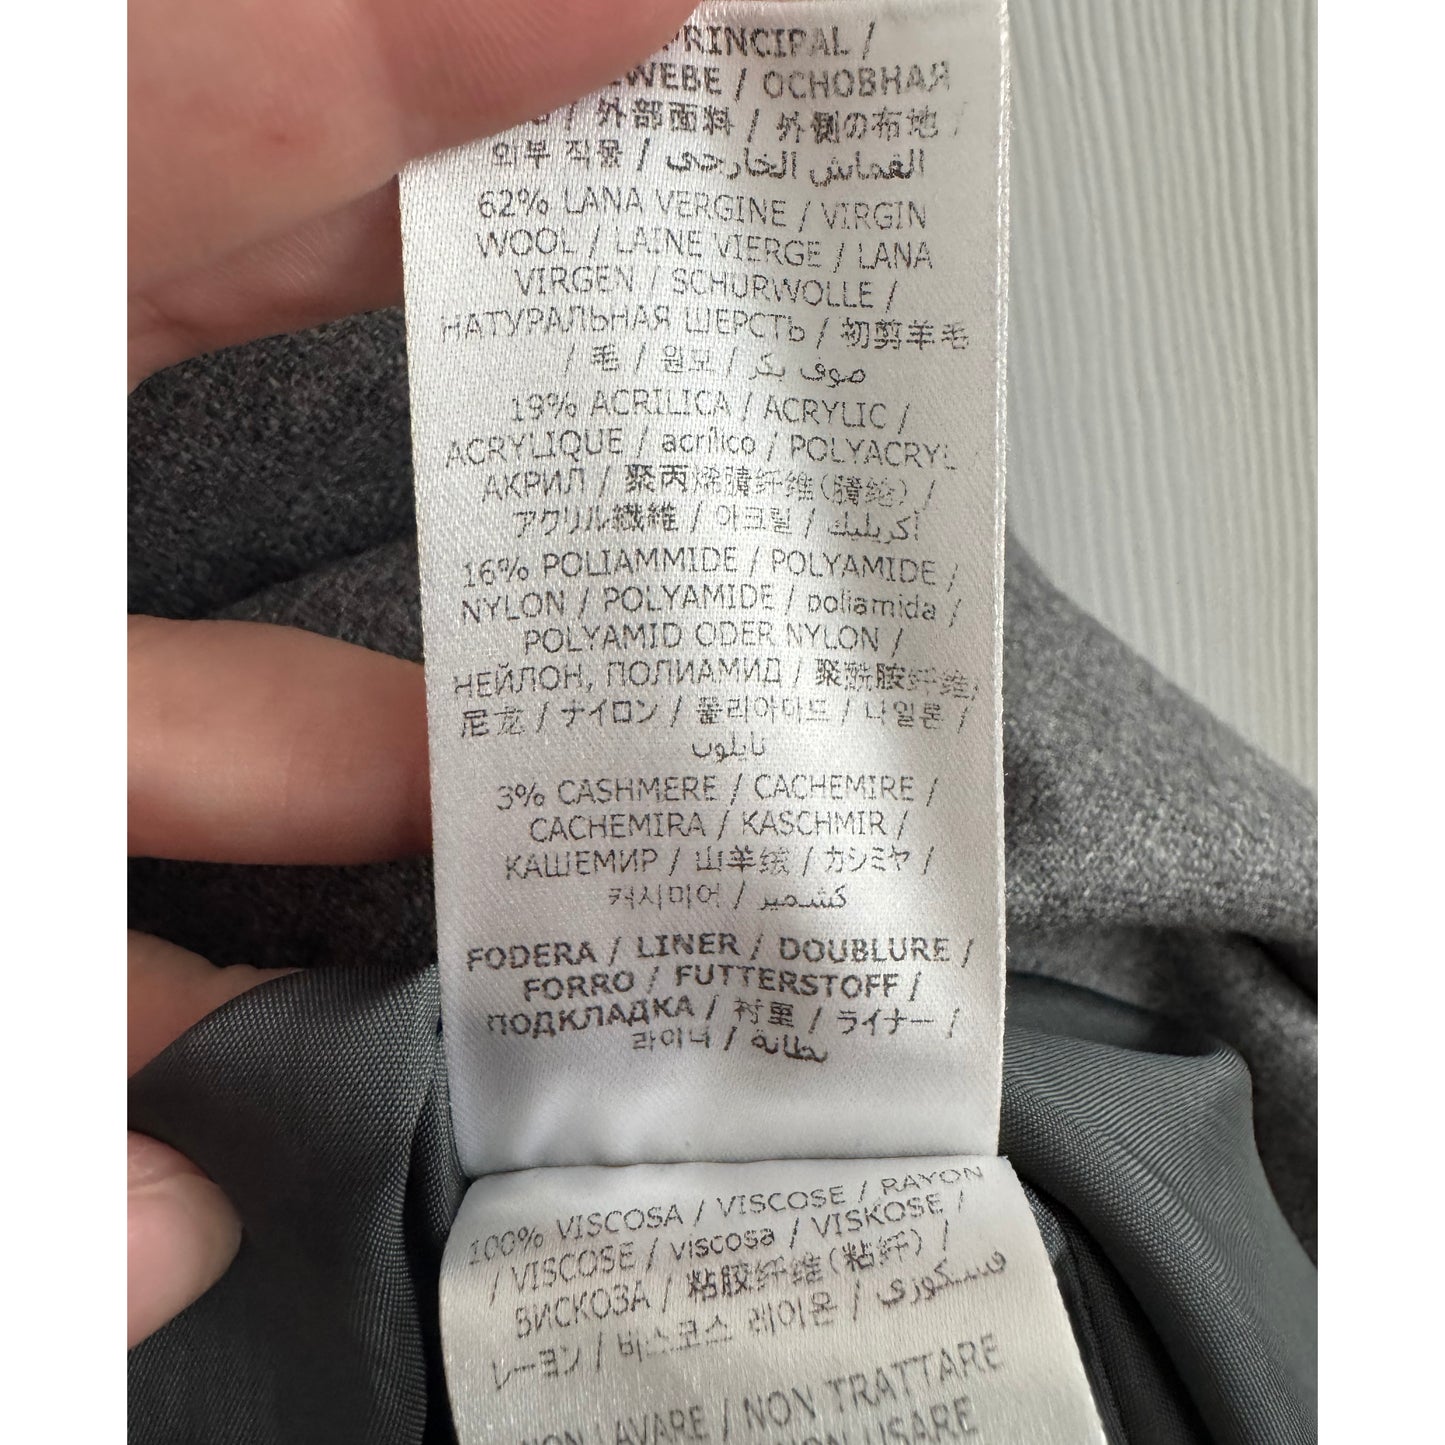 PRINCIPAL /
/ ОСНОВНАЯ
/ 外部面料 / 外側の布地 /
외부 직물 / القماش الخارجي
62% LANA VERGINE / VIRGIN
WOOL / LAINE VIERGE / LANA
VIRGEN / SCHURWOLLE /
НАТУРАЛЬНАЯ ШЕРСТЬ / 初剪羊毛
/ 毛 / 원모 / صوف بكر
19% ACRILICA / ACRYLIC /
ACRYLIQUE / acrílico / POLYACRYL
АКРИЛ / 聚丙烯腈纤维(腈纶) /
アクリル繊維 / 아크릴 / أكريليك
16% POLIAMMIDE / POLYAMIDE /
NYLON / POLYAMIDE / poliamida /
POLYAMID ODER NYLON /
НЕЙЛОН, ПОЛИАМИД / 聚酰胺纤维,
尼龙 / ナイロン / 폴리아미드 / 나일론 /
نايلون
3% CASHMERE / CACHEMIRE /
CACHEMIRA / KASCHMIR /
КАШЕМИР / 山羊绒 / カシミヤ /
캐시미어 / كشمير
FODERA / LINER / DOUBLURE /
FORRO / FUTTERSTOFF /
ПОДКЛАДКА / 衬里 / ライナー /
라이너 / بطانة
100% VISCOSA / VISCOSE / RAYON
/ VISCOSE / viscosa / VISKOSE /
ВИСКОЗА / 粘胶纤维(粘纤) /
レーヨン / 비스코스 레이온 / فيسكوزي
NON LAVARE / NON TRATTARE
NON USARE